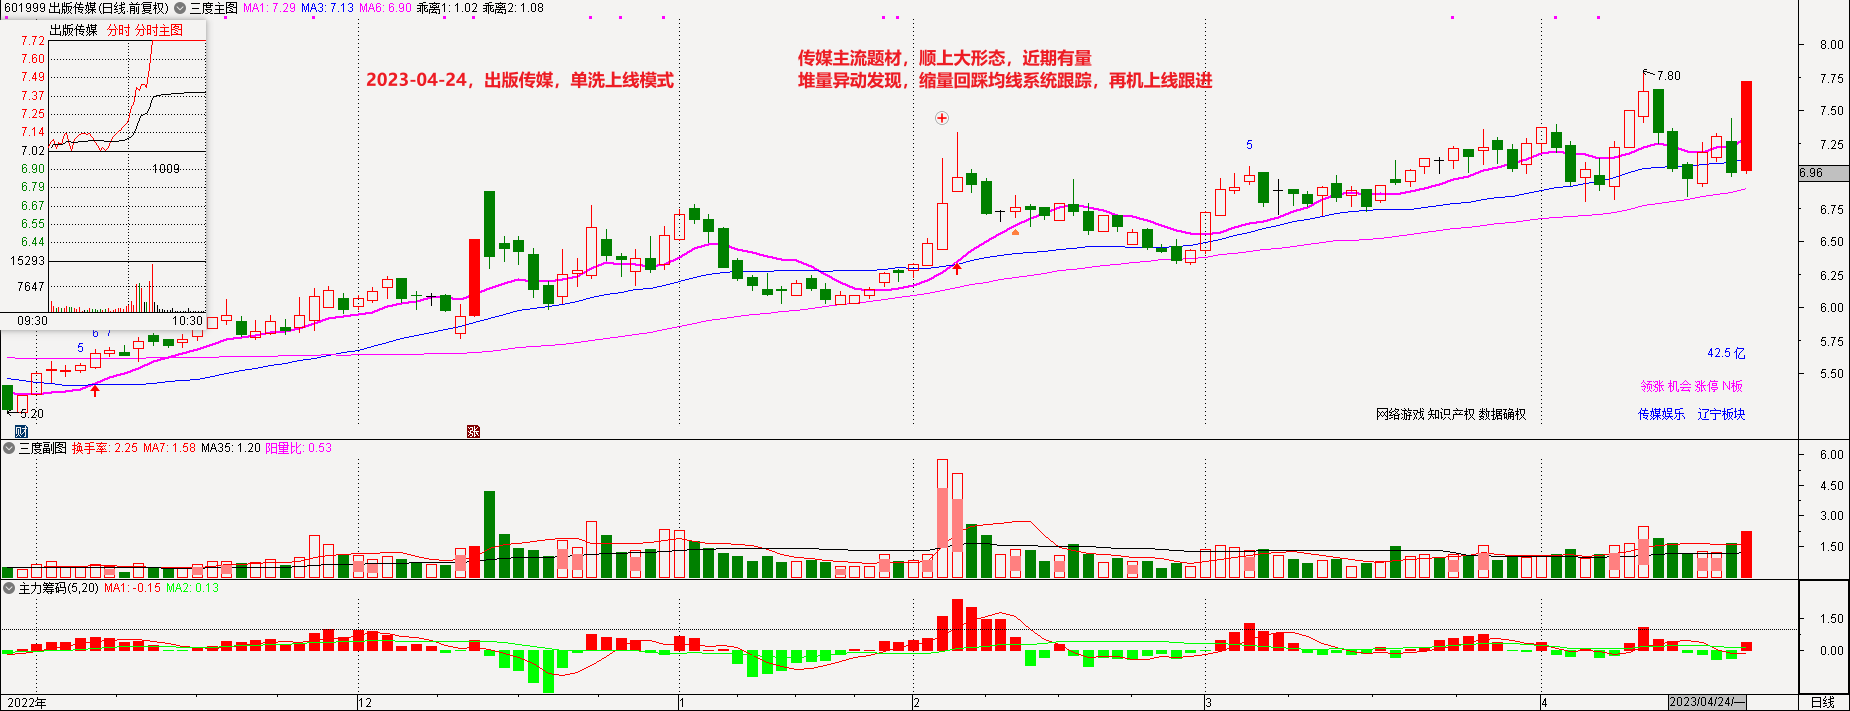 601999 出版传媒(日线.前复权) 三度主图 MA1: 7.29 MA3: 7.13 MA6: 6.90 乖离1: 1.02 乖离2: 1.08
出版传媒 分时 分时主图
7.72
7.60
7.49
7.37
7.25
7.14
7.02
6.90
6.79
6.67
6.55
6.44
15293
7647
1009
09:30 10:30
2023-04-24，出版传媒，单洗上线模式
传媒主流题材，顺上大形态，近期有量
堆量异动发现，缩量回踩均线系统跟踪，再机上线跟进
5
7.80
5
6
7
5.20
财
涨
42.5 亿
领涨 机会 涨停 N板
网络游戏 知识产权 数据确权
传媒娱乐 辽宁板块
8.00
7.75
7.50
7.25
6.96
6.75
6.50
6.25
6.00
5.75
5.50
三度副图 换手率: 2.25 MA7: 1.58 MA35: 1.20 阳量比: 0.53
6.00
4.50
3.00
1.50
主力筹码(5,20) MA1: -0.15 MA2: 0.13
1.50
0.00
2022年 12 1 2 3 4 2023/04/24/一 日线